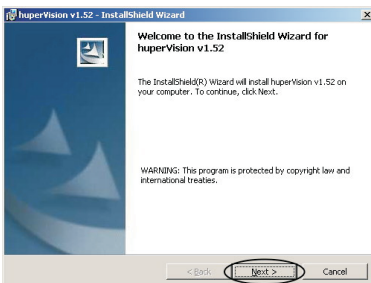 huperVision v1.52 - InstallShield Wizard
Welcome to the InstallShield Wizard for
huperVision v1.52
The InstallShield(R) Wizard will install huperVision v1.52 on
your computer. To continue, click Next.
WARNING: This program is protected by copyright law and
international treaties.
< Back Next > Cancel